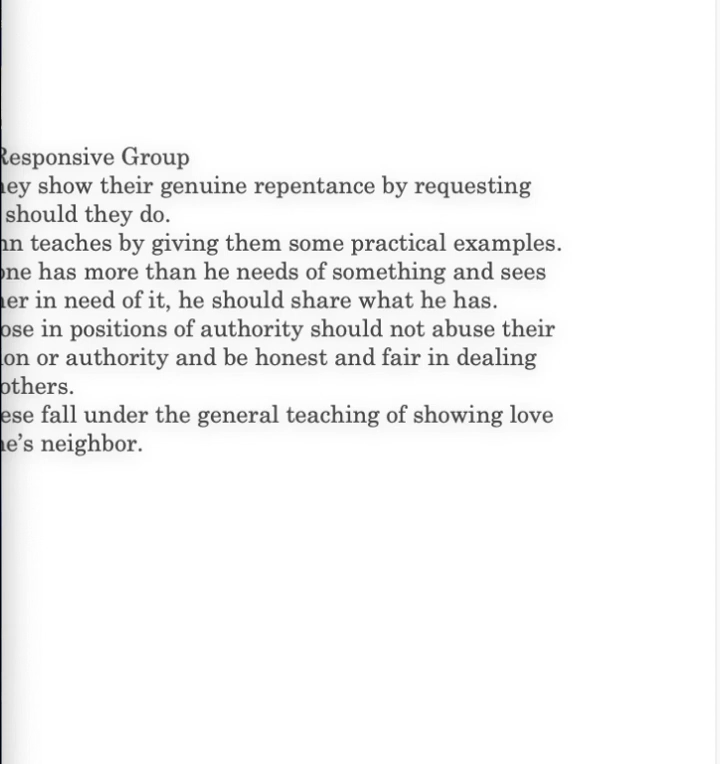 Responsive Group
ey show their genuine repentance by requesting
should they do.
n teaches by giving them some practical examples.
ne has more than he needs of something and sees
er in need of it, he should share what he has.
ose in positions of authority should not abuse their
on or authority and be honest and fair in dealing
others.
ese fall under the general teaching of showing love
e’s neighbor.